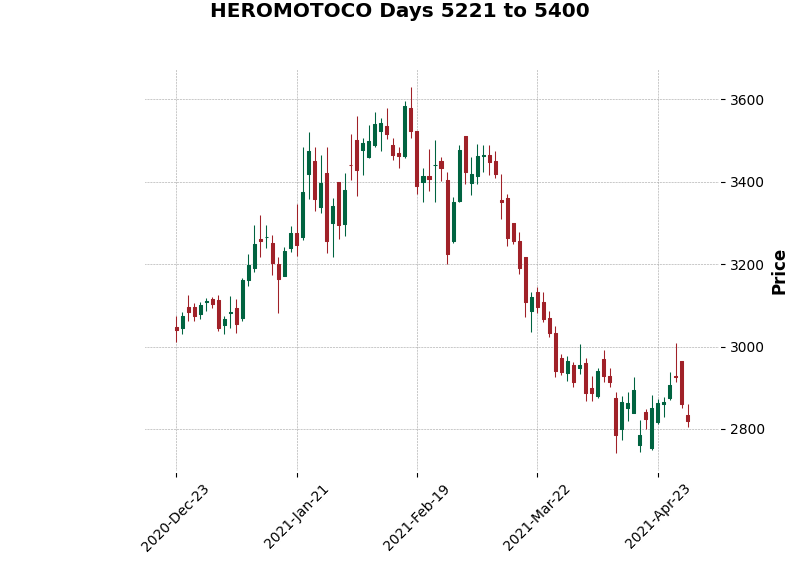 HEROMOTOCO Days 5221 to 5400
3600
3400
3200
3000
2800
Price
2020-Dec-23
2021-Jan-21
2021-Feb-19
2021-Mar-22
2021-Apr-23